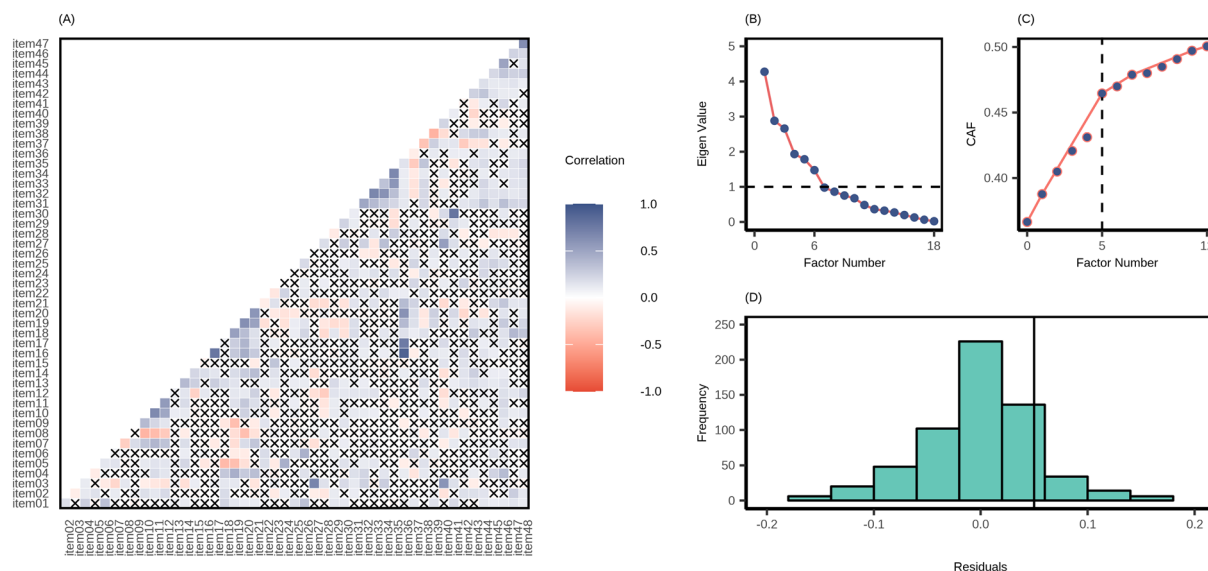 (A)
item47
item46
item45
item44
item43
item42
item41
item40
item39
item38
item37
item36
item35
item34
item33
item32
item31
item30
item29
item28
item27
item26
item25
item24
item23
item22
item21
item20
item19
item18
item17
item16
item15
item14
item13
item12
item11
item10
item09
item08
item07
item06
item05
item04
item03
item02
item01
item02
item03
item04
item05
item06
item07
item08
item09
item10
item11
item12
item13
item14
item15
item16
item17
item18
item19
item20
item21
item22
item23
item24
item25
item26
item27
item28
item29
item30
item31
item32
item33
item34
item35
item36
item37
item38
item39
item40
item41
item42
item43
item44
item45
item46
item47
item48
Correlation
1.0
0.5
0.0
-0.5
-1.0
(B)
Eigen Value
5
4
3
2
1
0
0 6 18
Factor Number
(C)
CAF
0.50
0.45
0.40
0 5
Factor Number
(D)
Frequency
250
200
150
100
50
0
-0.2 -0.1 0.0 0.1 0.2
Residuals